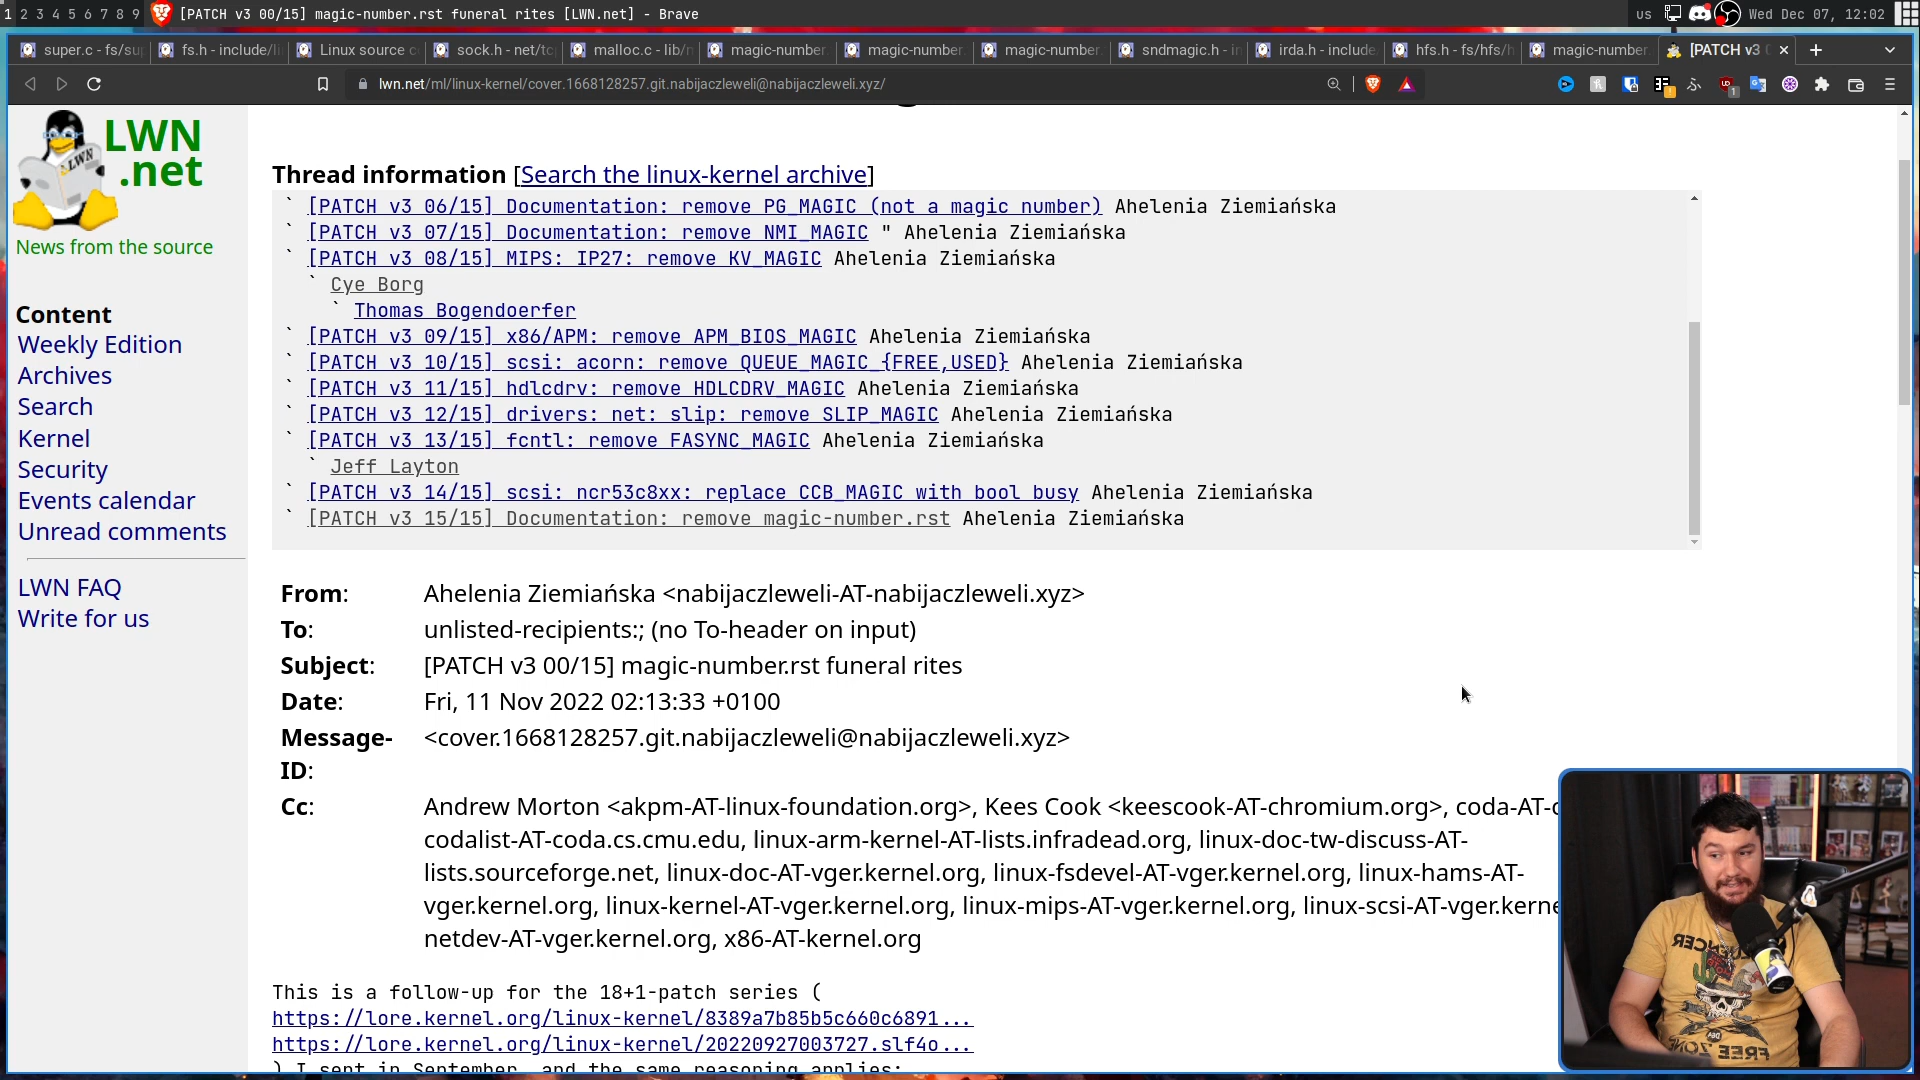 1 2 3 4 5 6 7 8 9 [PATCH v3 00/15] magic-number.rst funeral rites [LWN.net] - Brave us Wed Dec 07, 12:02
super.c - fs/su fs.h - include/li Linux source c sock.h - net/tc malloc.c - lib/ magic-number magic-number. magic-number. sndmagic.h - in irda.h - include hfs.h - fs/hfs/h magic-number. [PATCH v3 0
lwn.net/ml/linux-kernel/cover.1668128257.git.nabijaczleweli@nabijaczleweli.xyz/
LWN
.net
News from the source
Content
Weekly Edition
Archives
Search
Kernel
Security
Events calendar
Unread comments
LWN FAQ
Write for us
Thread information [Search the linux-kernel archive]
` [PATCH v3 06/15] Documentation: remove PG_MAGIC (not a magic number) Ahelenia Ziemiańska
` [PATCH v3 07/15] Documentation: remove NMI_MAGIC " Ahelenia Ziemiańska
` [PATCH v3 08/15] MIPS: IP27: remove KV_MAGIC Ahelenia Ziemiańska
` Cye Borg
` Thomas Bogendoerfer
` [PATCH v3 09/15] x86/APM: remove APM_BIOS_MAGIC Ahelenia Ziemiańska
` [PATCH v3 10/15] scsi: acorn: remove QUEUE_MAGIC_{FREE,USED} Ahelenia Ziemiańska
` [PATCH v3 11/15] hdlcdrv: remove HDLCDRV_MAGIC Ahelenia Ziemiańska
` [PATCH v3 12/15] drivers: net: slip: remove SLIP_MAGIC Ahelenia Ziemiańska
` [PATCH v3 13/15] fcntl: remove FASYNC_MAGIC Ahelenia Ziemiańska
` Jeff Layton
` [PATCH v3 14/15] scsi: ncr53c8xx: replace CCB_MAGIC with bool busy Ahelenia Ziemiańska
` [PATCH v3 15/15] Documentation: remove magic-number.rst Ahelenia Ziemiańska
From: Ahelenia Ziemiańska <nabijaczleweli-AT-nabijaczleweli.xyz>
To: unlisted-recipients:; (no To-header on input)
Subject: [PATCH v3 00/15] magic-number.rst funeral rites
Date: Fri, 11 Nov 2022 02:13:33 +0100
Message-ID: <cover.1668128257.git.nabijaczleweli@nabijaczleweli.xyz>
Cc: Andrew Morton <akpm-AT-linux-foundation.org>, Kees Cook <keescook-AT-chromium.org>, coda-AT-c
codalist-AT-coda.cs.cmu.edu, linux-arm-kernel-AT-lists.infradead.org, linux-doc-tw-discuss-AT-
lists.sourceforge.net, linux-doc-AT-vger.kernel.org, linux-fsdevel-AT-vger.kernel.org, linux-hams-AT-
vger.kernel.org, linux-kernel-AT-vger.kernel.org, linux-mips-AT-vger.kernel.org, linux-scsi-AT-vger.kerne
netdev-AT-vger.kernel.org, x86-AT-kernel.org
This is a follow-up for the 18+1-patch series (
https://lore.kernel.org/linux-kernel/8389a7b85b5c660c6891...
https://lore.kernel.org/linux-kernel/20220927003727.slf4o...
) I sent in September, and the same reasoning applies: